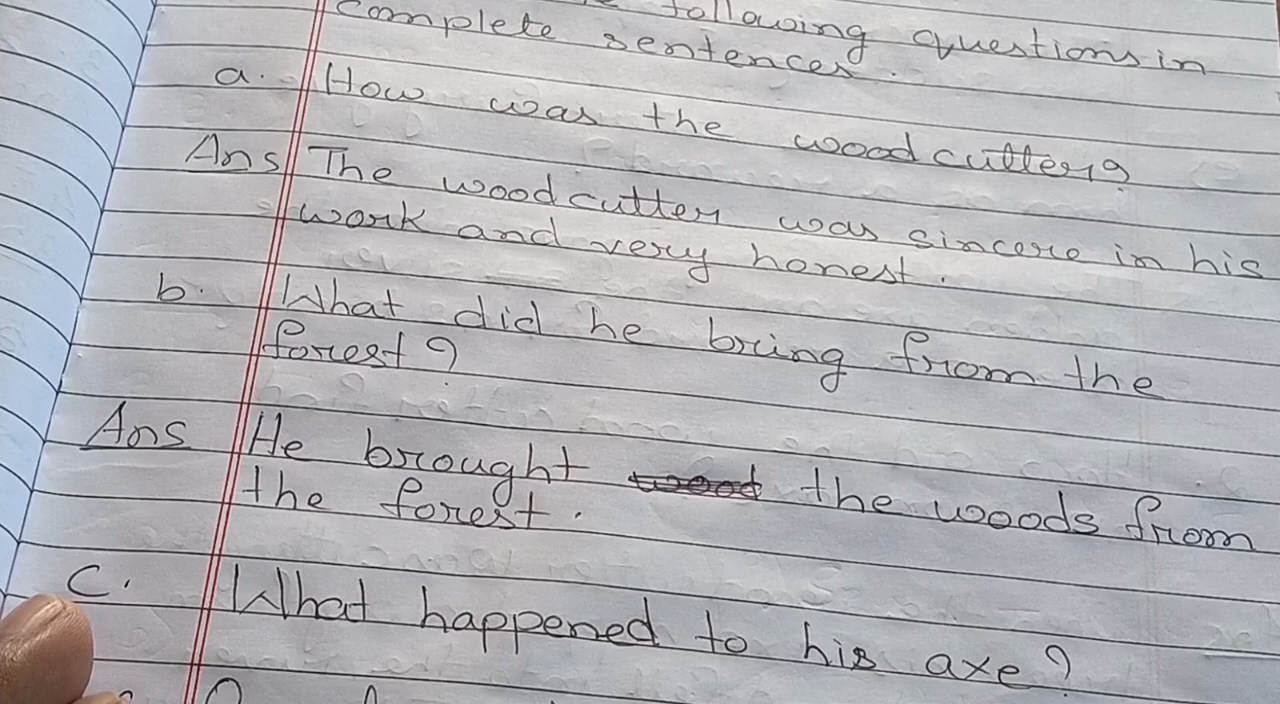 following questions in
complete sentences.
a. How was the woodcutter?
Ans The woodcutter was sincere in his
work and very honest.
b. What did he bring from the
forest?
Ans He brought wood the woods from
the forest.
C. What happened to his axe?